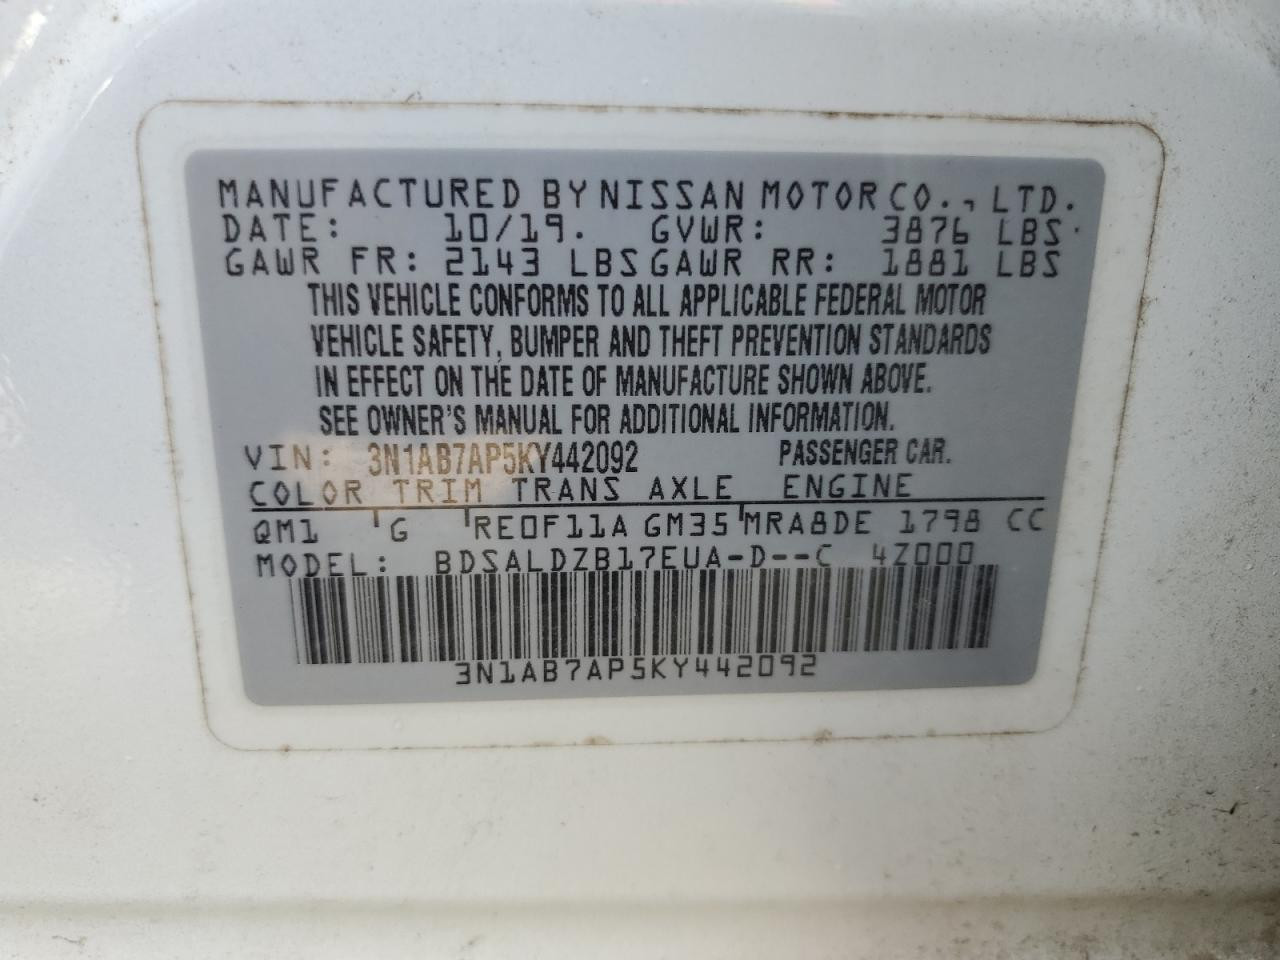 MANUFACTURED BY NISSAN MOTOR CO., LTD.
DATE: 10/19. GVWR: 3876 LBS
GAWR FR: 2143 LBS GAWR RR: 1881 LBS
THIS VEHICLE CONFORMS TO ALL APPLICABLE FEDERAL MOTOR
VEHICLE SAFETY, BUMPER AND THEFT PREVENTION STANDARDS
IN EFFECT ON THE DATE OF MANUFACTURE SHOWN ABOVE.
SEE OWNER'S MANUAL FOR ADDITIONAL INFORMATION.
VIN: 3N1AB7AP5KY442092 PASSENGER CAR.
COLOR TRIM TRANS AXLE ENGINE
QM1 G RE0F11A GM35 MRA8DE 1798 CC
MODEL: BDSALDZB17EUA-D--C 4Z000
3N1AB7AP5KY442092